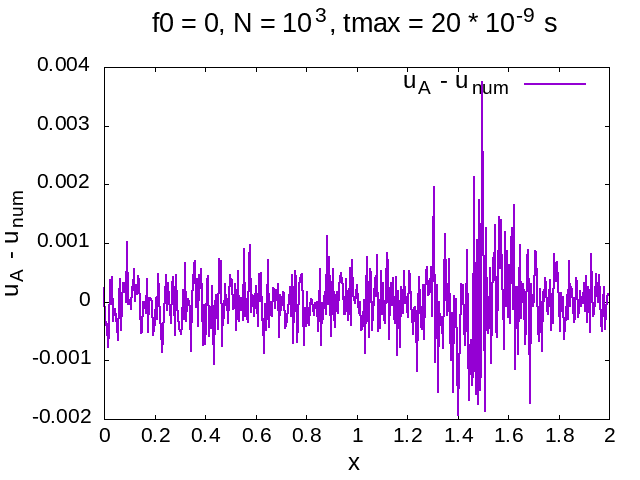 f0 = 0, N = 10³, tmax = 20 * 10⁻⁹ s
u_A - u_num
0.004
0.003
0.002
0.001
0
-0.001
-0.002
u_A - u_num
0 0.2 0.4 0.6 0.8 1 1.2 1.4 1.6 1.8 2
x